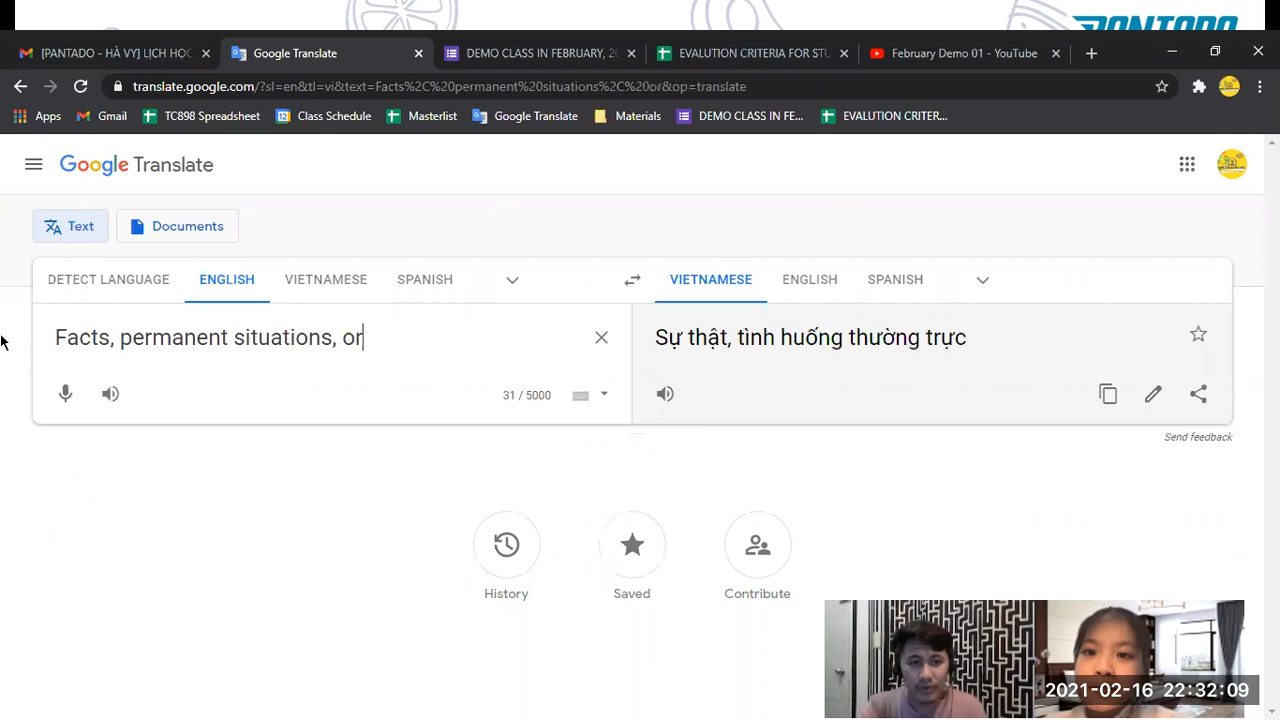 PANTADO
[PANTADO - HÀ VY] LỊCH HOC
Google Translate
DEMO CLASS IN FEBRUARY, 20
EVALUTION CRITERIA FOR STU
February Demo 01 - YouTube
translate.google.com/?sl=en&tl=vi&text=Facts%2C%20permanent%20situations%2C%20or&op=translate
Apps
Gmail
TC898 Spreadsheet
Class Schedule
Masterlist
Google Translate
Materials
DEMO CLASS IN FE...
EVALUTION CRITER...
Google Translate
Text
Documents
DETECT LANGUAGE
ENGLISH
VIETNAMESE
SPANISH
VIETNAMESE
ENGLISH
SPANISH
Facts, permanent situations, or
Sự thật, tình huống thường trực
31 / 5000
Send feedback
History
Saved
Contribute
2021-02-16 22:32:09